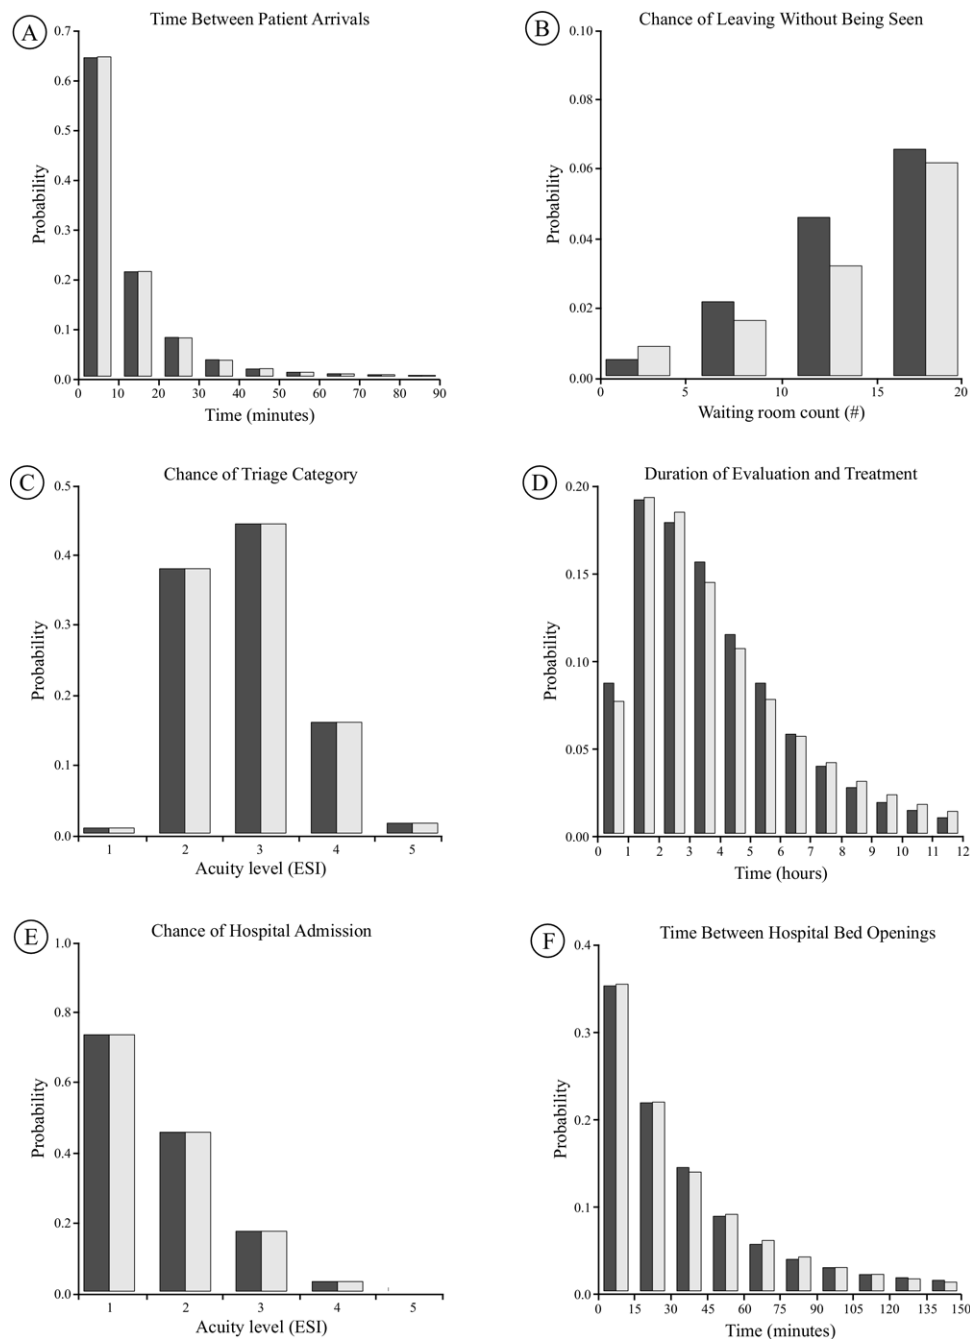 A
Time Between Patient Arrivals
Probability
0.7
0.6
0.5
0.4
0.3
0.2
0.1
0.0
0 10 20 30 40 50 60 70 80 90
Time (minutes)
B
Chance of Leaving Without Being Seen
Probability
0.10
0.08
0.06
0.04
0.02
0.00
0 5 10 15 20
Waiting room count (#)
C
Chance of Triage Category
Probability
0.5
0.4
0.3
0.2
0.1
0.0
1 2 3 4 5
Acuity level (ESI)
D
Duration of Evaluation and Treatment
Probability
0.20
0.15
0.10
0.05
0.00
0 1 2 3 4 5 6 7 8 9 10 11 12
Time (hours)
E
Chance of Hospital Admission
Probability
1.0
0.8
0.6
0.4
0.2
0.0
1 2 3 4 5
Acuity level (ESI)
F
Time Between Hospital Bed Openings
Probability
0.4
0.3
0.2
0.1
0.0
0 15 30 45 60 75 90 105 120 135 150
Time (minutes)